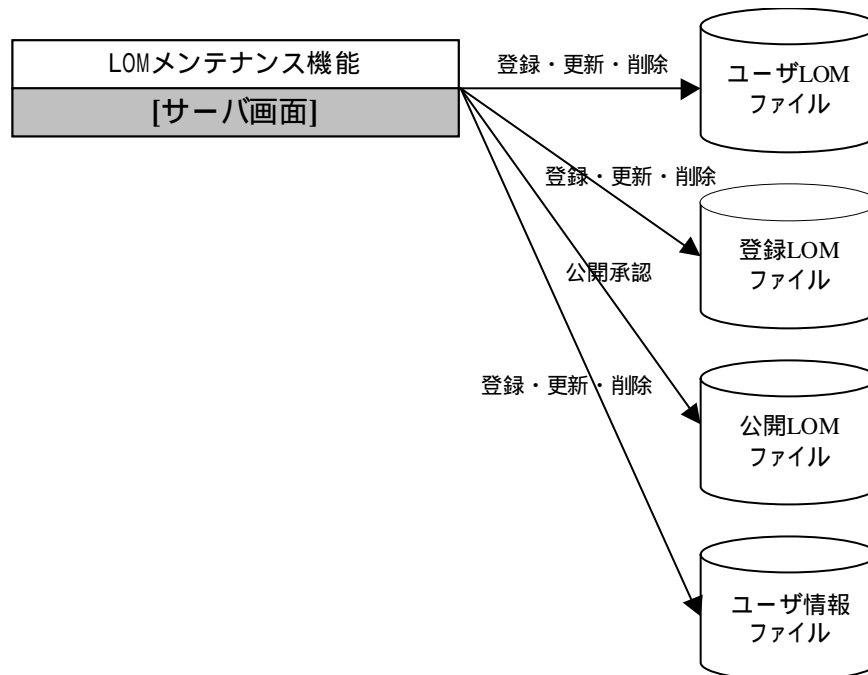 LOMメンテナンス機能
[サーバ画面]
登録・更新・削除
ユーザLOM
ファイル
登録・更新・削除
登録LOM
ファイル
公開承認
登録・更新・削除
公開LOM
ファイル
ユーザ情報
ファイル